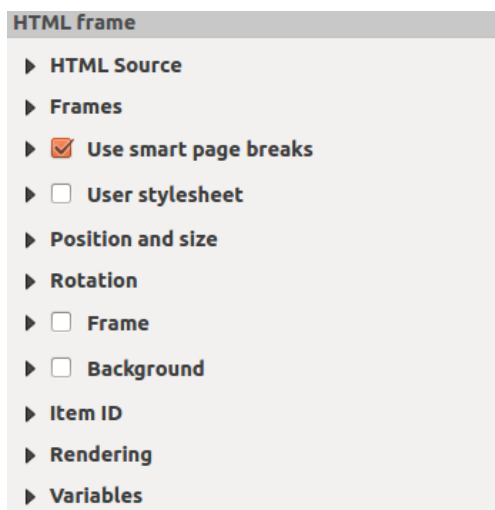 HTML frame
HTML Source
Frames
Use smart page breaks
User stylesheet
Position and size
Rotation
Frame
Background
Item ID
Rendering
Variables